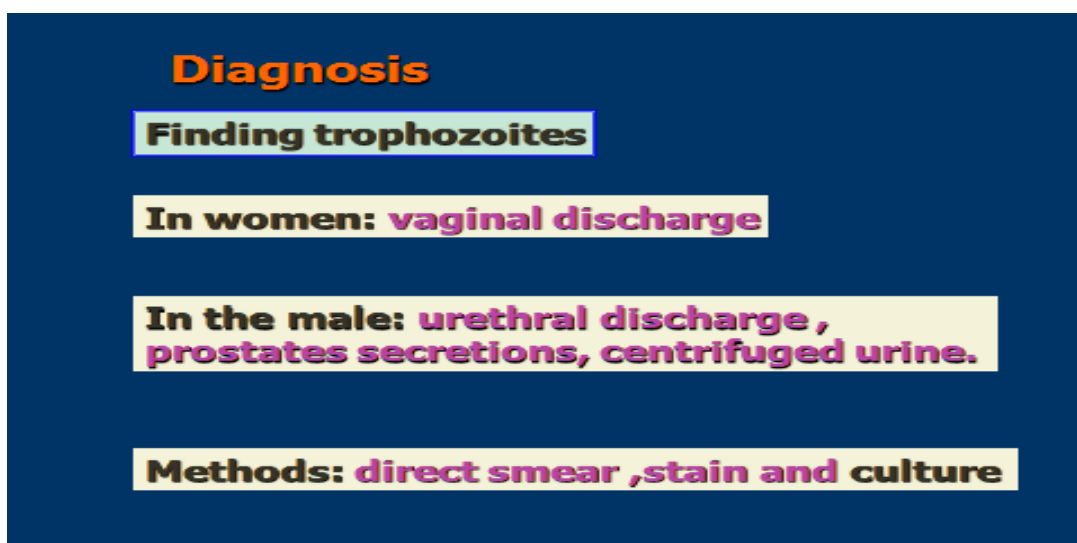 Diagnosis
Finding trophozoites
In women: vaginal discharge
In the male: urethral discharge ,
prostates secretions, centrifuged urine.
Methods: direct smear ,stain and culture